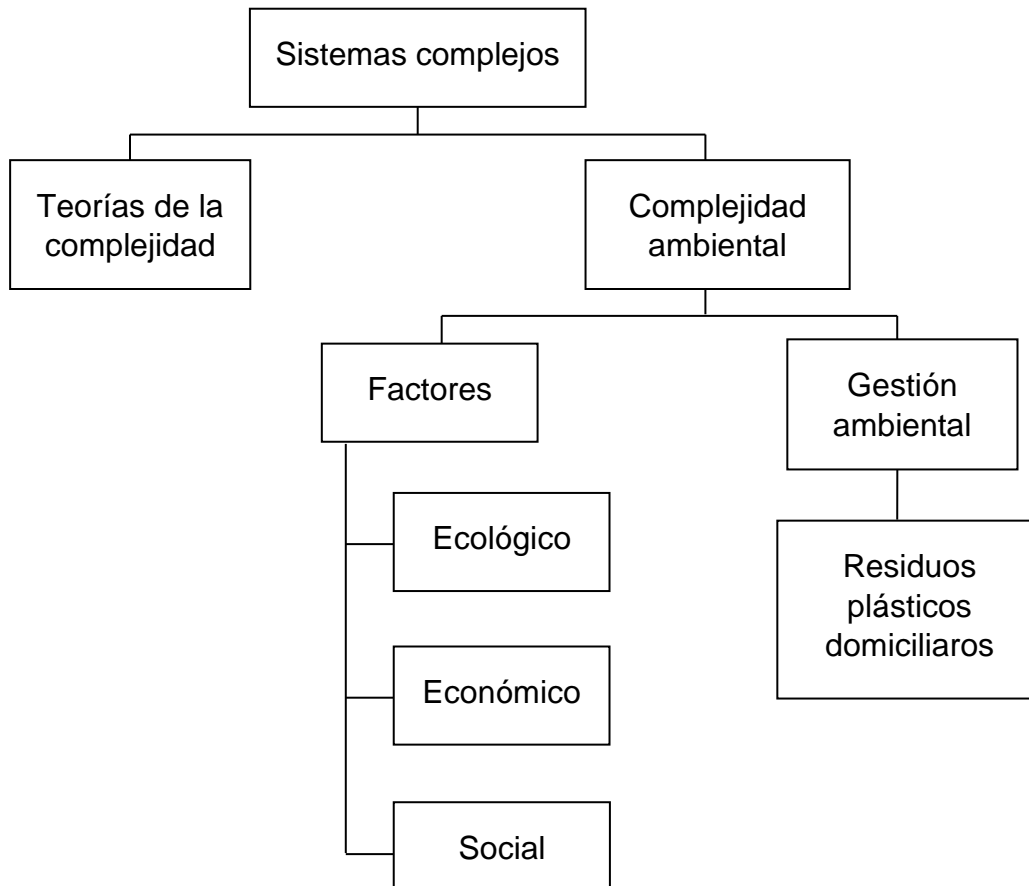 Sistemas complejos
Teorías de la
complejidad
Complejidad
ambiental
Factores
Gestión
ambiental
Ecológico
Residuos
plásticos
domiciliaros
Económico
Social